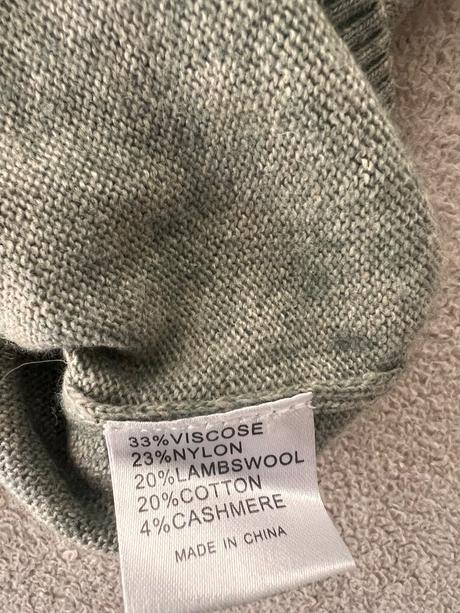 33%VISCOSE
23%NYLON
20%LAMBSWOOL
20%COTTON
4%CASHMERE
MADE IN CHINA